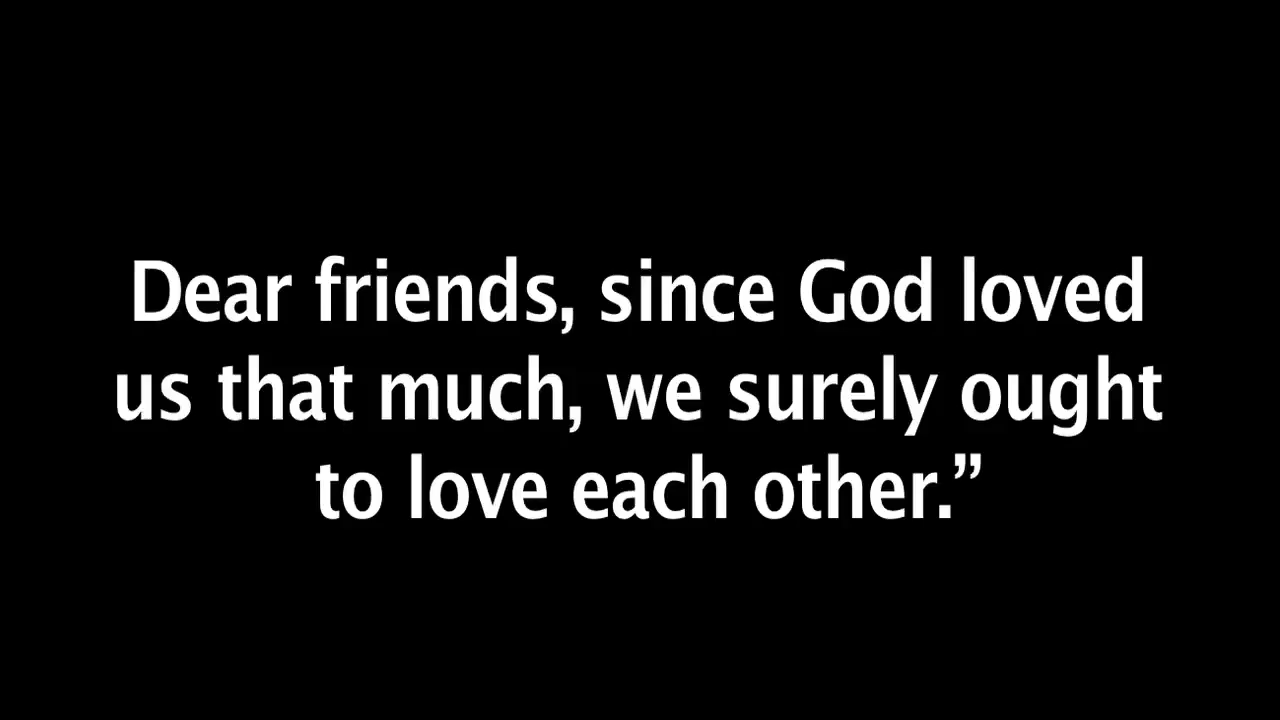 Dear friends, since God loved
us that much, we surely ought
to love each other.”